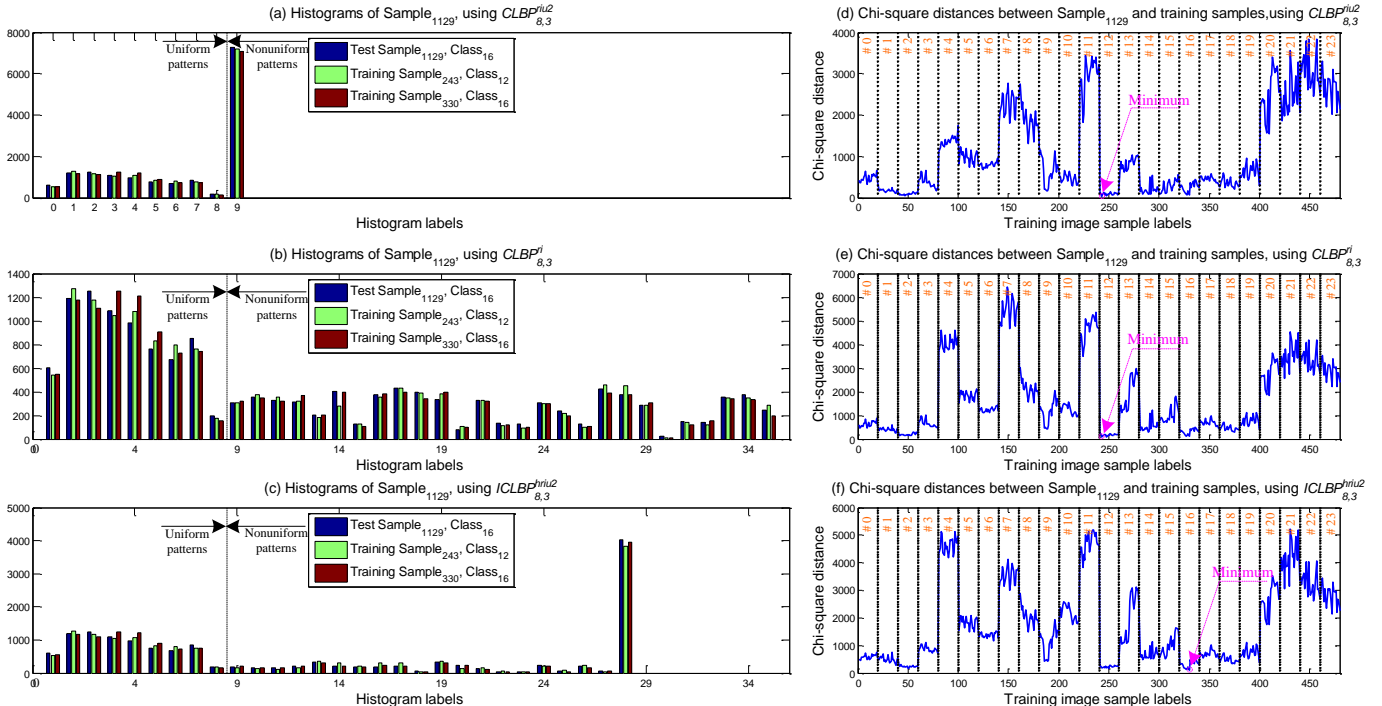 (a) Histograms of Sample1129, using CLBP riu2 8,3
8000
6000
4000
2000
0
Uniform patterns
Nonuniform patterns
Test Sample1129, Class16
Training Sample243, Class12
Training Sample330, Class16
0 1 2 3 4 5 6 7 8 9
Histogram labels
(d) Chi-square distances between Sample1129 and training samples,using CLBP riu2 8,3
Chi-square distance
4000
3000
2000
1000
0
# 0 # 1 # 2 # 3 # 4 # 5 # 6 # 7 # 8 # 9 # 10 # 11 # 12 # 13 # 14 # 15 # 16 # 17 # 18 # 19 # 20 # 21 # 22 # 23
Minimum
0 50 100 150 200 250 300 350 400 450
Training image sample labels
(b) Histograms of Sample1129, using CLBP ri 8,3
1400
1200
1000
800
600
400
200
0
Uniform patterns
Nonuniform patterns
Test Sample1129, Class16
Training Sample243, Class12
Training Sample330, Class16
0 4 9 14 19 24 29 34
Histogram labels
(e) Chi-square distances between Sample1129 and training samples, using CLBP ri 8,3
Chi-square distance
7000
6000
5000
4000
3000
2000
1000
0
# 0 # 1 # 2 # 3 # 4 # 5 # 6 # 7 # 8 # 9 # 10 # 11 # 12 # 13 # 14 # 15 # 16 # 17 # 18 # 19 # 20 # 21 # 22 # 23
Minimum
0 50 100 150 200 250 300 350 400 450
Training image sample labels
(c) Histograms of Sample1129, using ICLBP hriu2 8,3
5000
4000
3000
2000
1000
0
Uniform patterns
Nonuniform patterns
Test Sample1129, Class16
Training Sample243, Class12
Training Sample330, Class16
0 4 9 14 19 24 29 34
Histogram labels
(f) Chi-square distances between Sample1129 and training samples, using ICLBP hriu2 8,3
Chi-square distance
6000
5000
4000
3000
2000
1000
0
# 0 # 1 # 2 # 3 # 4 # 5 # 6 # 7 # 8 # 9 # 10 # 11 # 12 # 13 # 14 # 15 # 16 # 17 # 18 # 19 # 20 # 21 # 22 # 23
Minimum
0 50 100 150 200 250 300 350 400 450
Training image sample labels